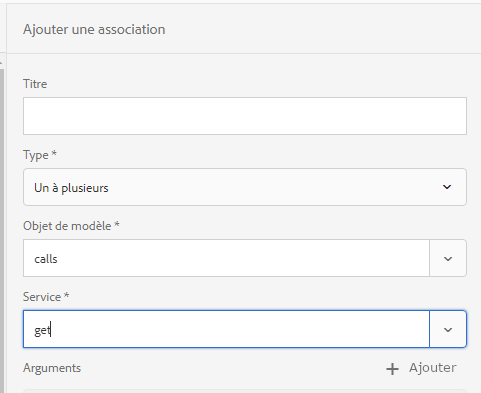 Ajouter une association
Titre
Type *
Un à plusieurs
Objet de modèle *
calls
Service *
get
Arguments
+ Ajouter